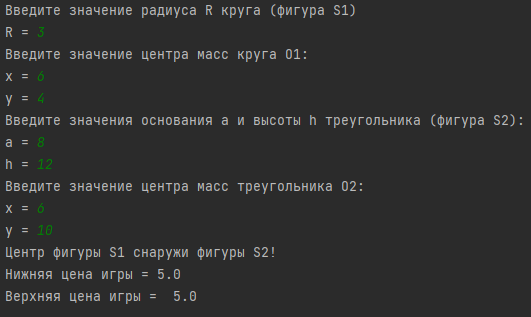 Введите значение радиуса R круга (фигура S1)
R = 3
Введите значение центра масс круга O1:
x = 6
y = 4
Введите значения основания a и высоты h треугольника (фигура S2):
a = 8
h = 12
Введите значение центра масс треугольника O2:
x = 6
y = 10
Центр фигуры S1 снаружи фигуры S2!
Нижняя цена игры = 5.0
Верхняя цена игры =  5.0